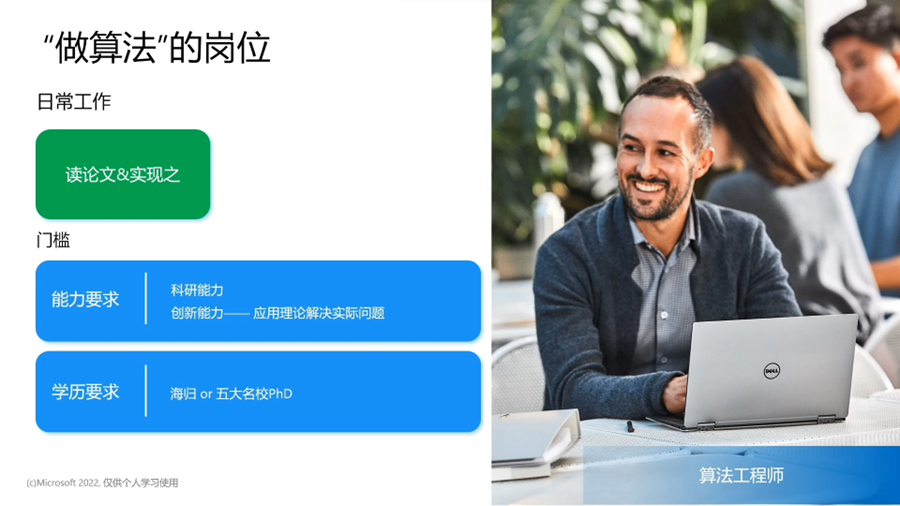 “做算法”的岗位
日常工作
读论文&实现之
门槛
能力要求
科研能力
创新能力—— 应用理论解决实际问题
学历要求
海归 or 五大名校PhD
(c)Microsoft 2022, 仅供个人学习使用
DELL
算法工程师